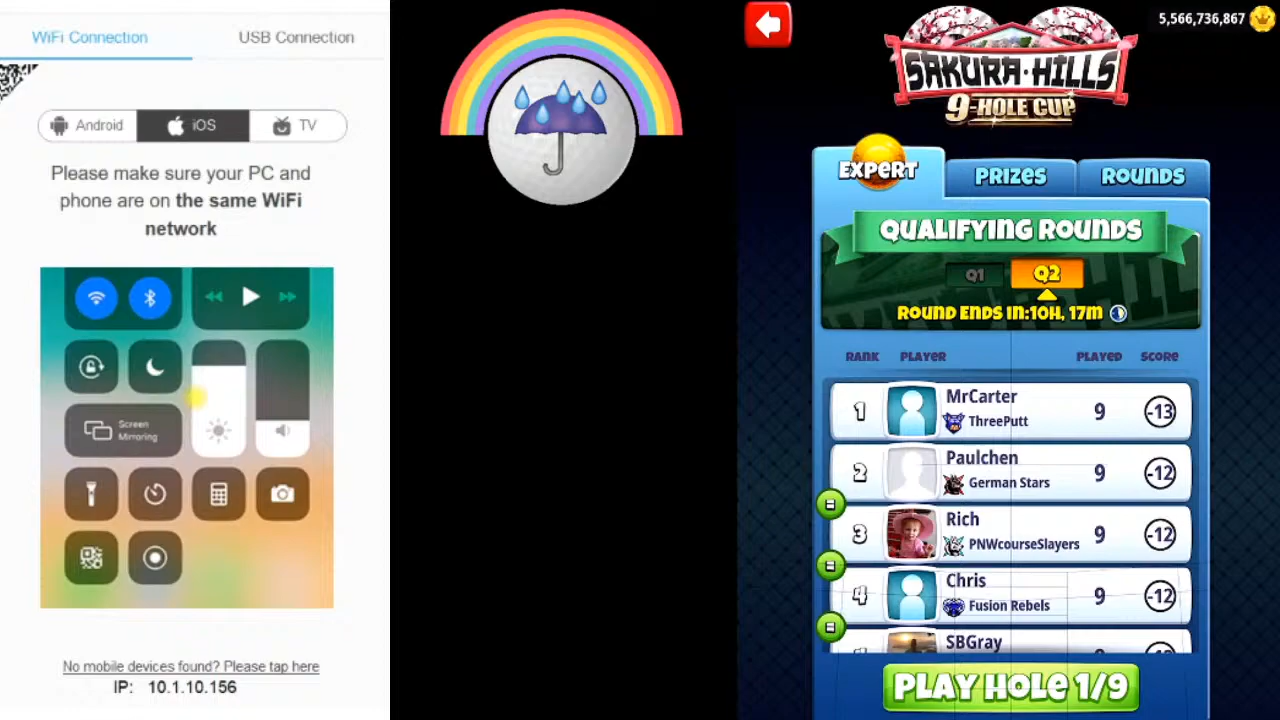 WiFi Connection
USB Connection
Android
iOS
TV
Please make sure your PC and
phone are on the same WiFi
network
Screen
Mirroring
No mobile devices found? Please tap here
IP: 10.1.10.156
5,566,736,867
SAKURA·HILLS
9-HOLE CUP
EXPERT
PRIZES
ROUNDS
QUALIFYING ROUNDS
Q1
Q2
ROUND ENDS IN:10H, 17M
RANK PLAYER PLAYED SCORE
1 MrCarter 9 -13
ThreePutt
2 Paulchen 9 -12
German Stars
3 Rich 9 -12
PNWcourseSlayers
4 Chris 9 -12
Fusion Rebels
SBGray
PLAY HOLE 1/9